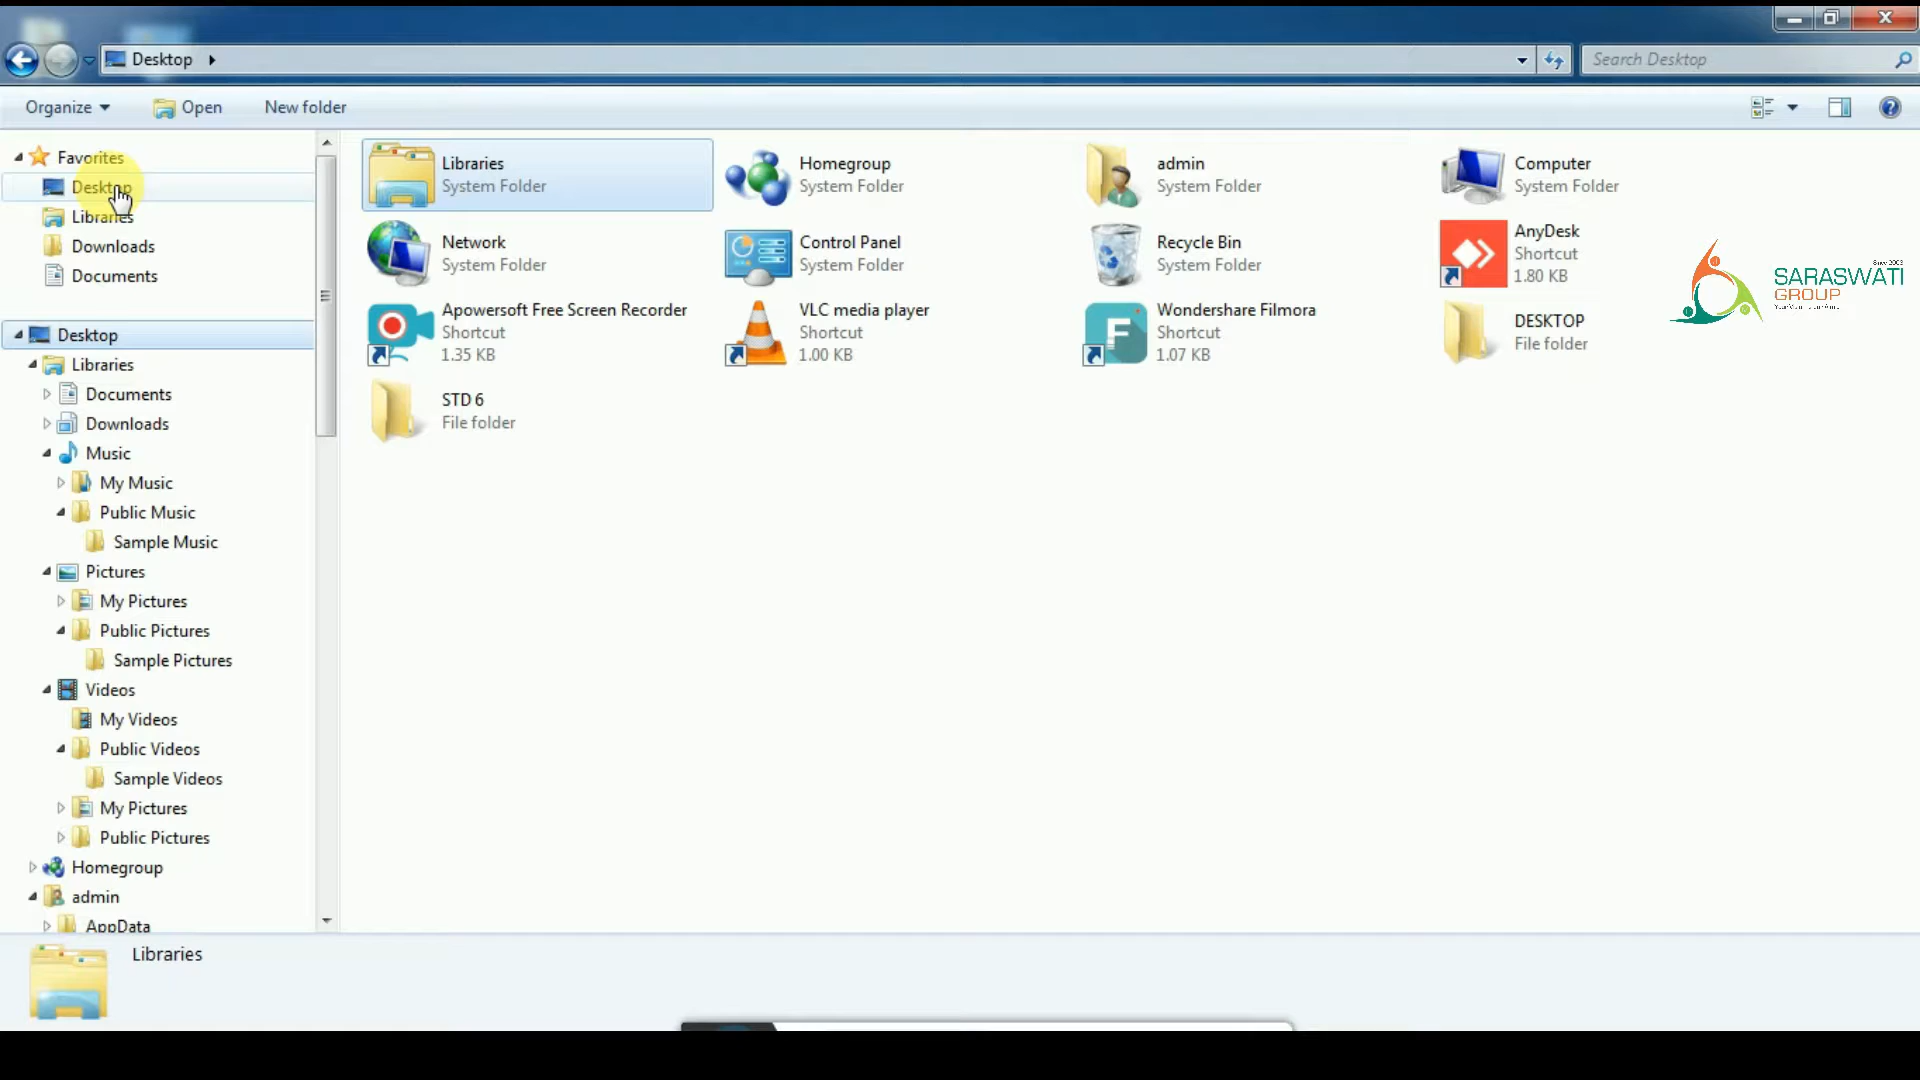 Desktop
Search Desktop
Organize
Open
New folder
Favorites
Desktop
Libraries
Downloads
Documents
Desktop
Libraries
Documents
Downloads
Music
My Music
Public Music
Sample Music
Pictures
My Pictures
Public Pictures
Sample Pictures
Videos
My Videos
Public Videos
Sample Videos
My Pictures
Public Pictures
Homegroup
admin
AppData
Libraries
System Folder
Homegroup
System Folder
admin
System Folder
Computer
System Folder
Network
System Folder
Control Panel
System Folder
Recycle Bin
System Folder
AnyDesk
Shortcut
1.80 KB
Apowersoft Free Screen Recorder
Shortcut
1.35 KB
VLC media player
Shortcut
1.00 KB
Wondershare Filmora
Shortcut
1.07 KB
DESKTOP
File folder
STD 6
File folder
Since 2002
SARASWATI
GROUP
Libraries